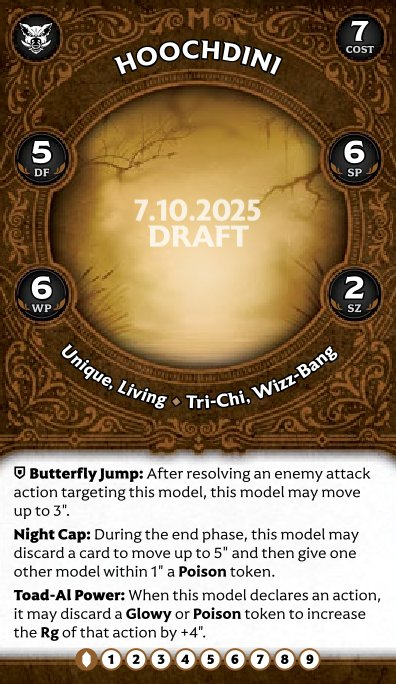 HOOCHDINI
7
COST
5
DF
6
SP
7.10.2025
DRAFT
6
WP
2
SZ
Unique, Living ◆ Tri-Chi, Wizz-Bang
Butterfly Jump: After resolving an enemy attack
action targeting this model, this model may move
up to 3".
Night Cap: During the end phase, this model may
discard a card to move up to 5" and then give one
other model within 1" a Poison token.
Toad-Al Power: When this model declares an action,
it may discard a Glowy or Poison token to increase
the Rg of that action by +4".
1 2 3 4 5 6 7 8 9